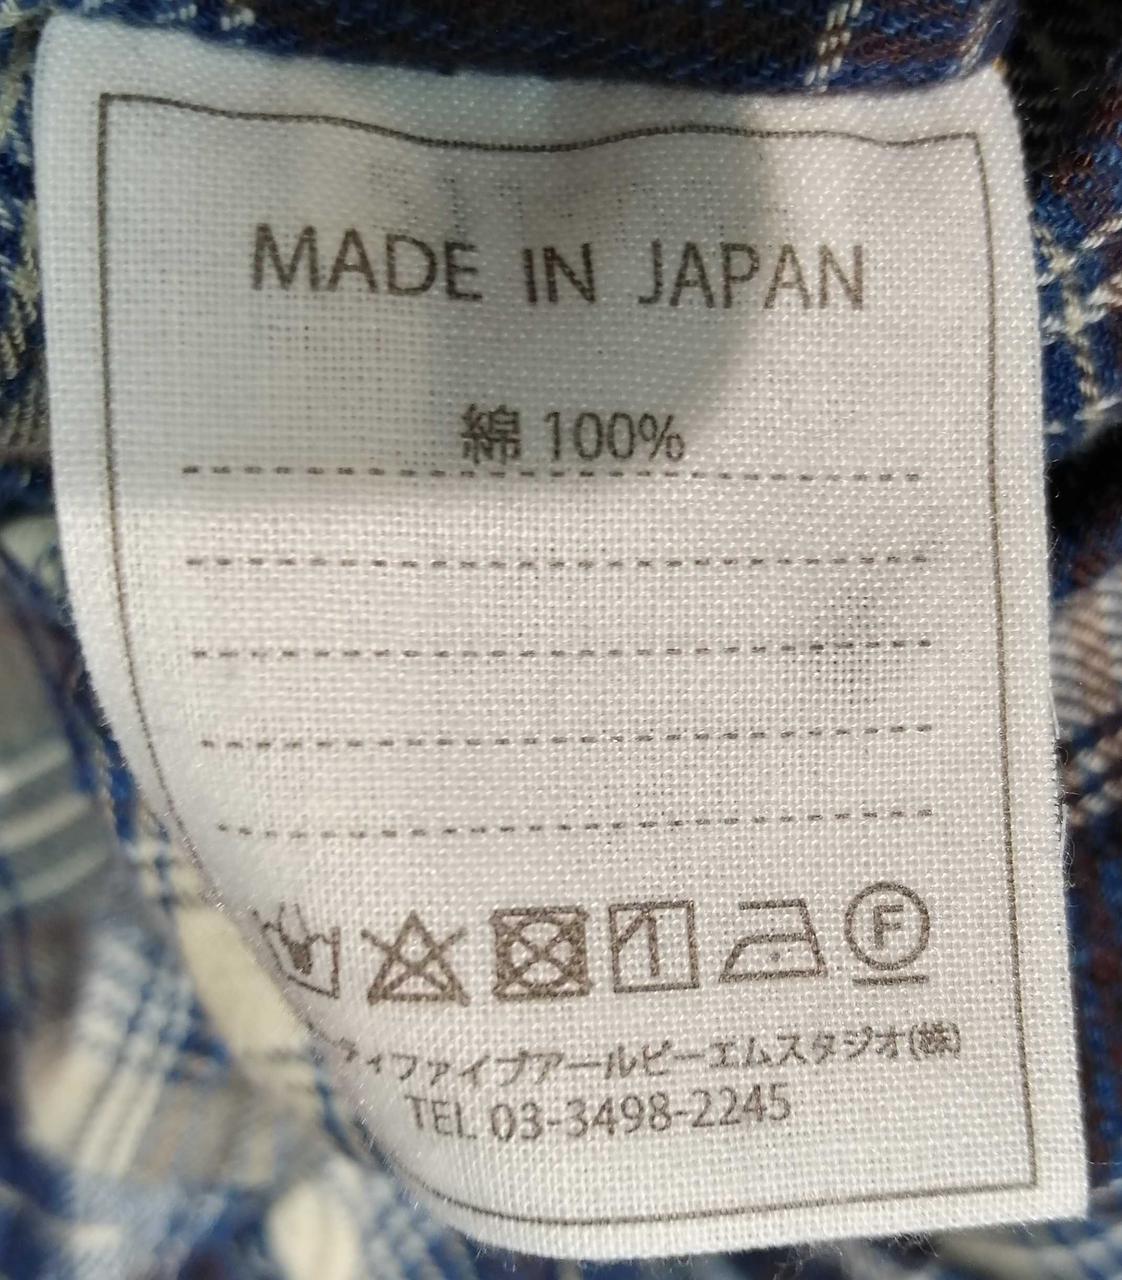 MADE IN JAPAN
綿 100%
F
ティファイブアールピーエムスタジオ(株)
TEL 03-3498-2245